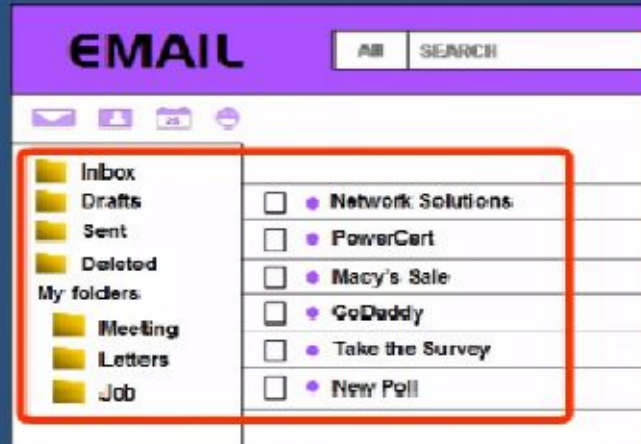 EMAIL
All SEARCH
25
Inbox
Drafts
Sent
Deleted
My folders
Meeting
Letters
Job
Network Solutions
PowerCert
Macy's Sale
GoDaddy
Take the Survey
New Poll